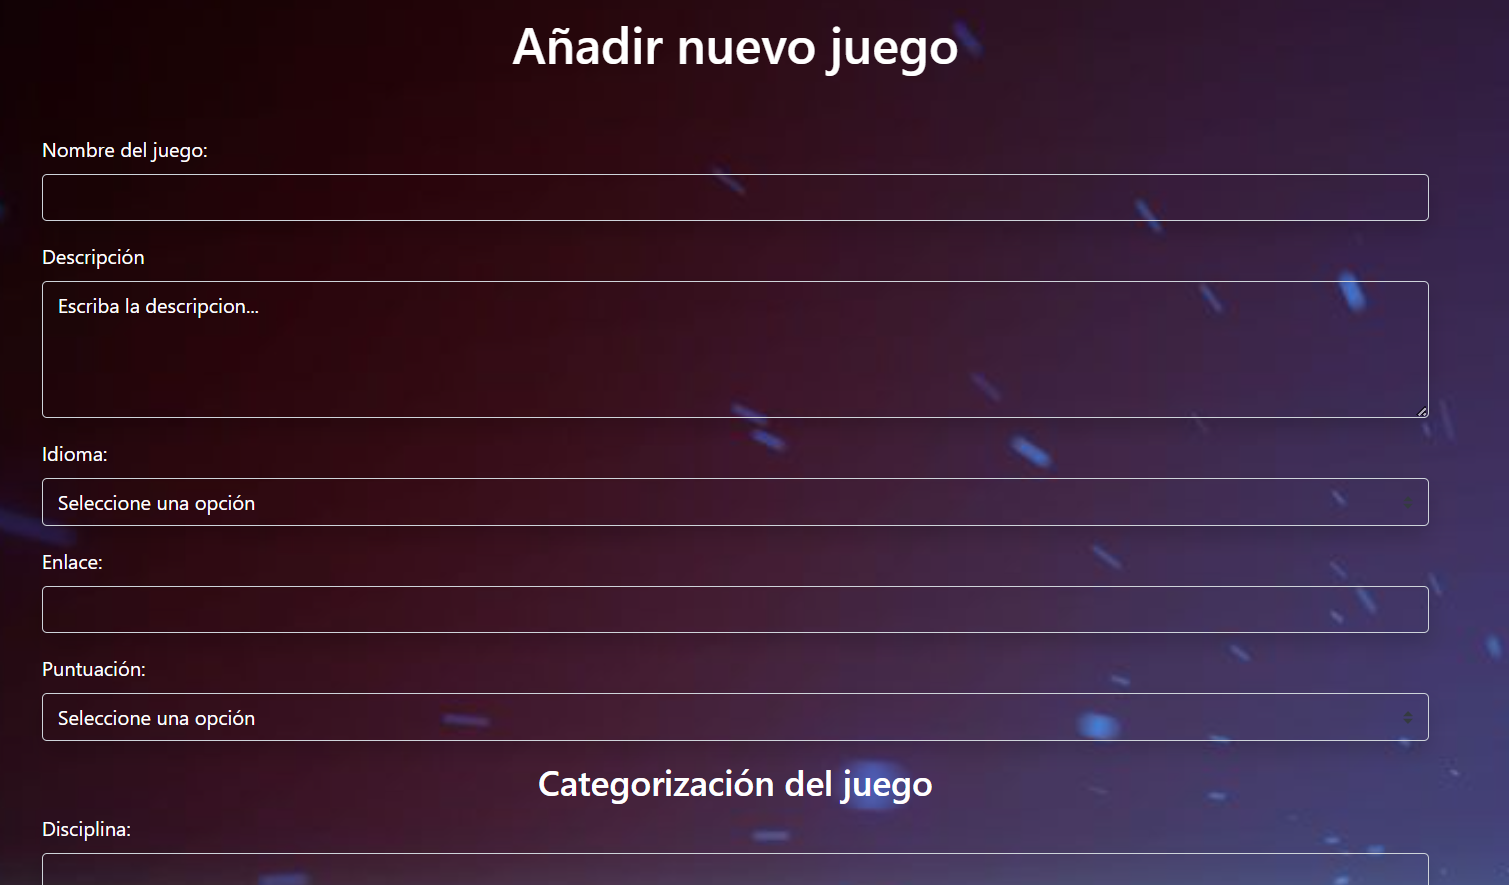 Añadir nuevo juego
Nombre del juego:
Descripción
Escriba la descripcion...
Idioma:
Seleccione una opción
Enlace:
Puntuación:
Seleccione una opción
Categorización del juego
Disciplina: